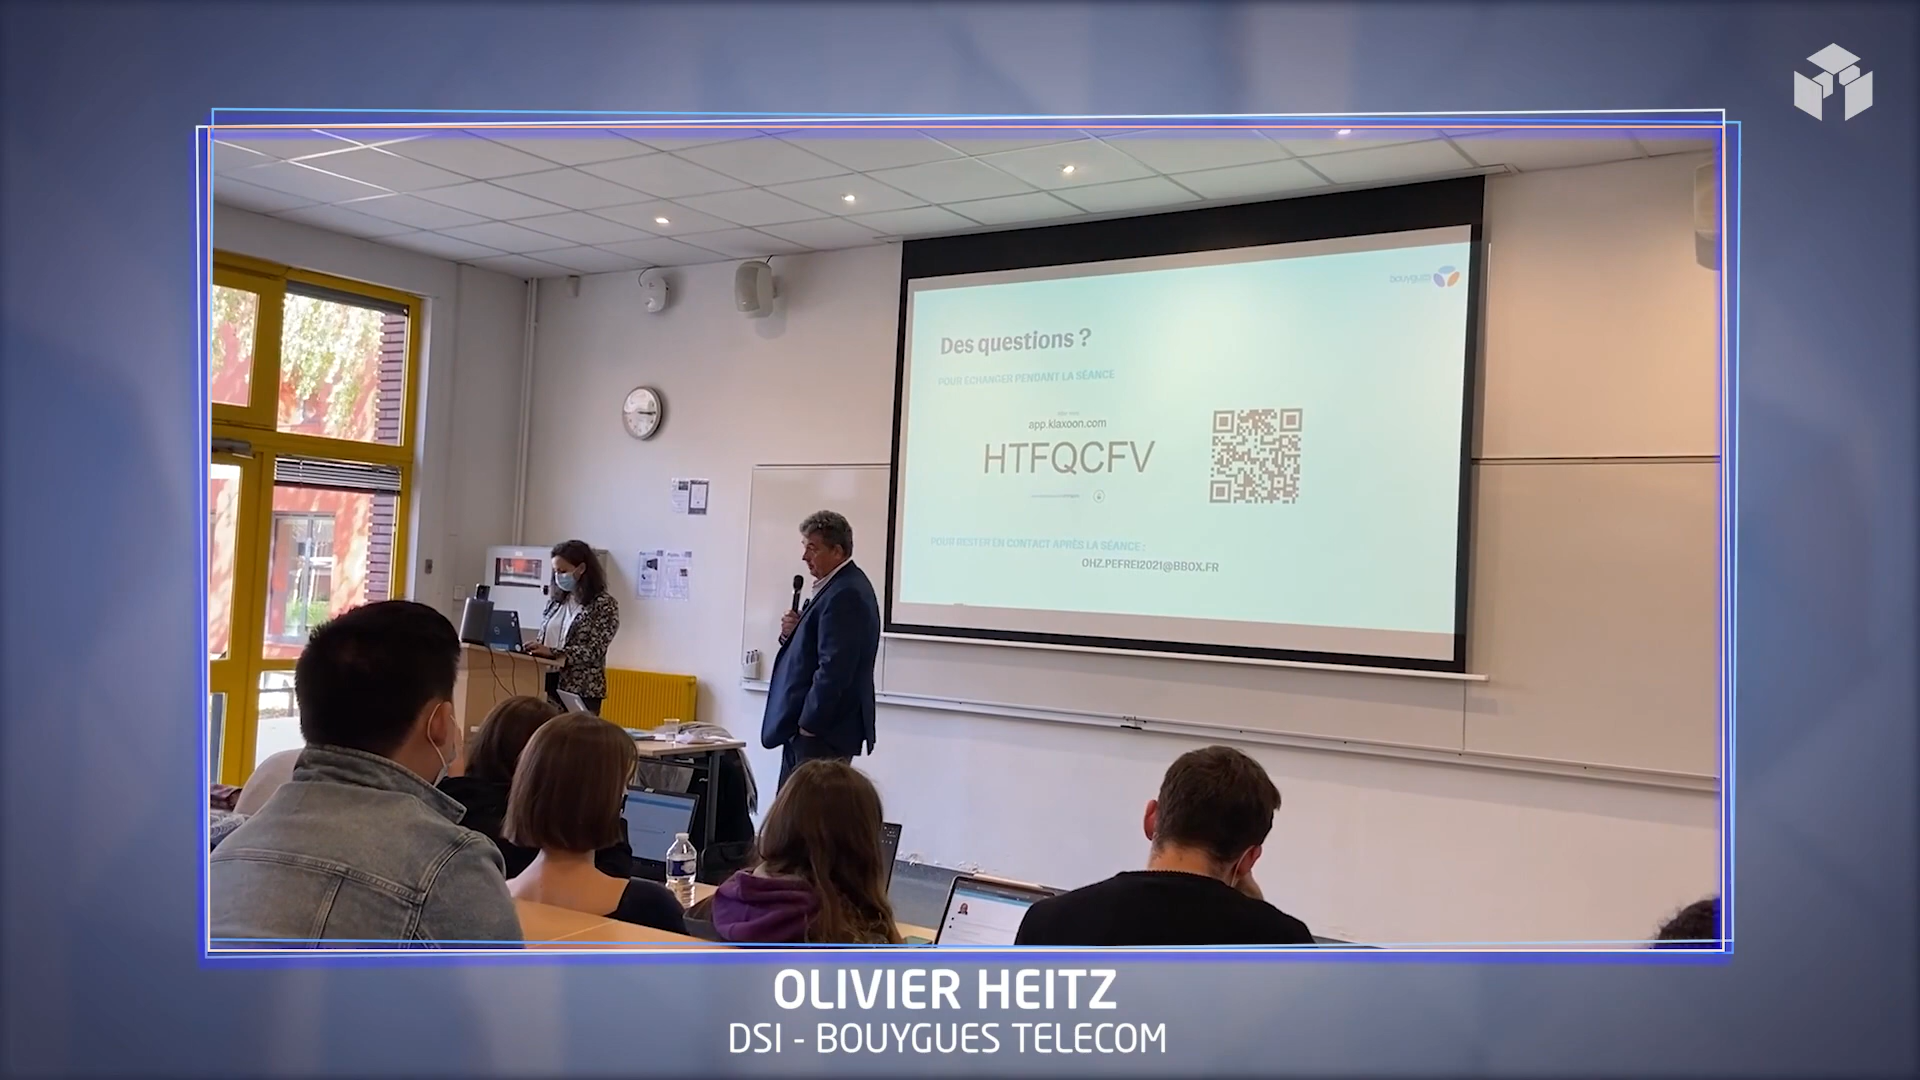 bouygues
Des questions ?
POUR ÉCHANGER PENDANT LA SÉANCE
app.klaxoon.com
HTFQCFV
POUR RESTER EN CONTACT APRÈS LA SÉANCE :
OHZ.PEFREI2021@BBOX.FR
OLIVIER HEITZ
DSI - BOUYGUES TELECOM